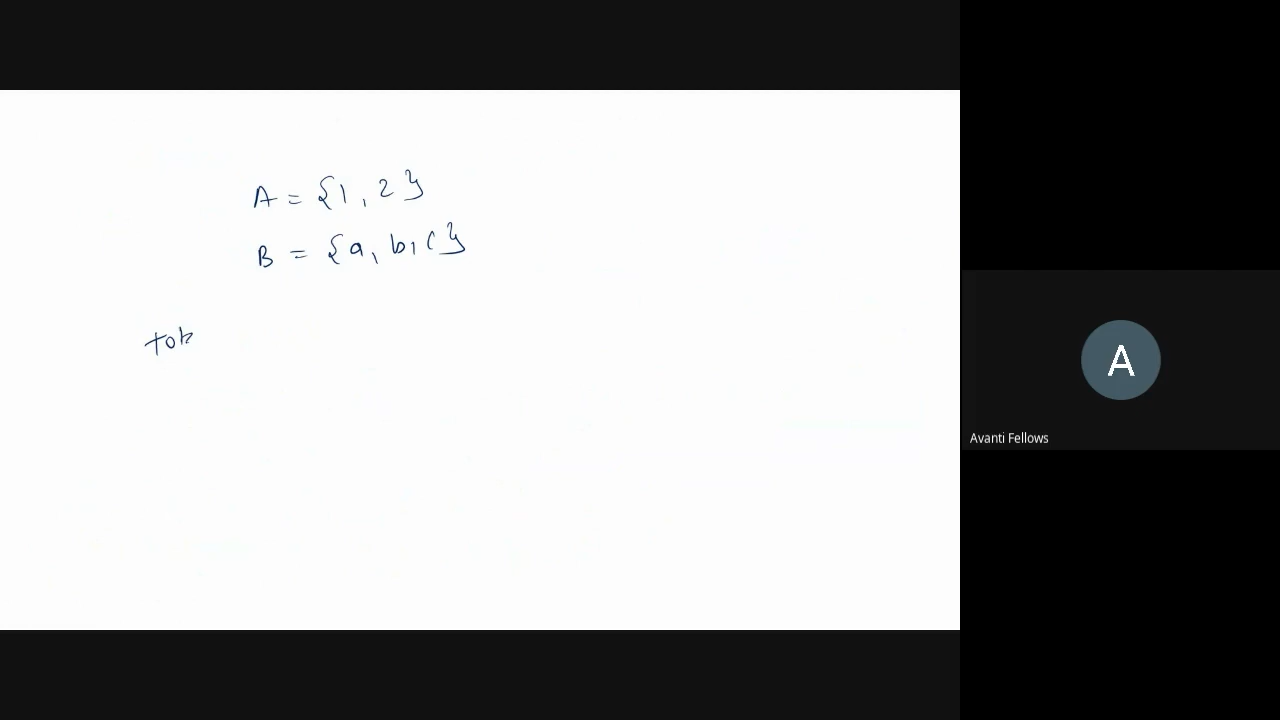 A = {1, 2}
B = {a, b, c}
tot
A
Avanti Fellows